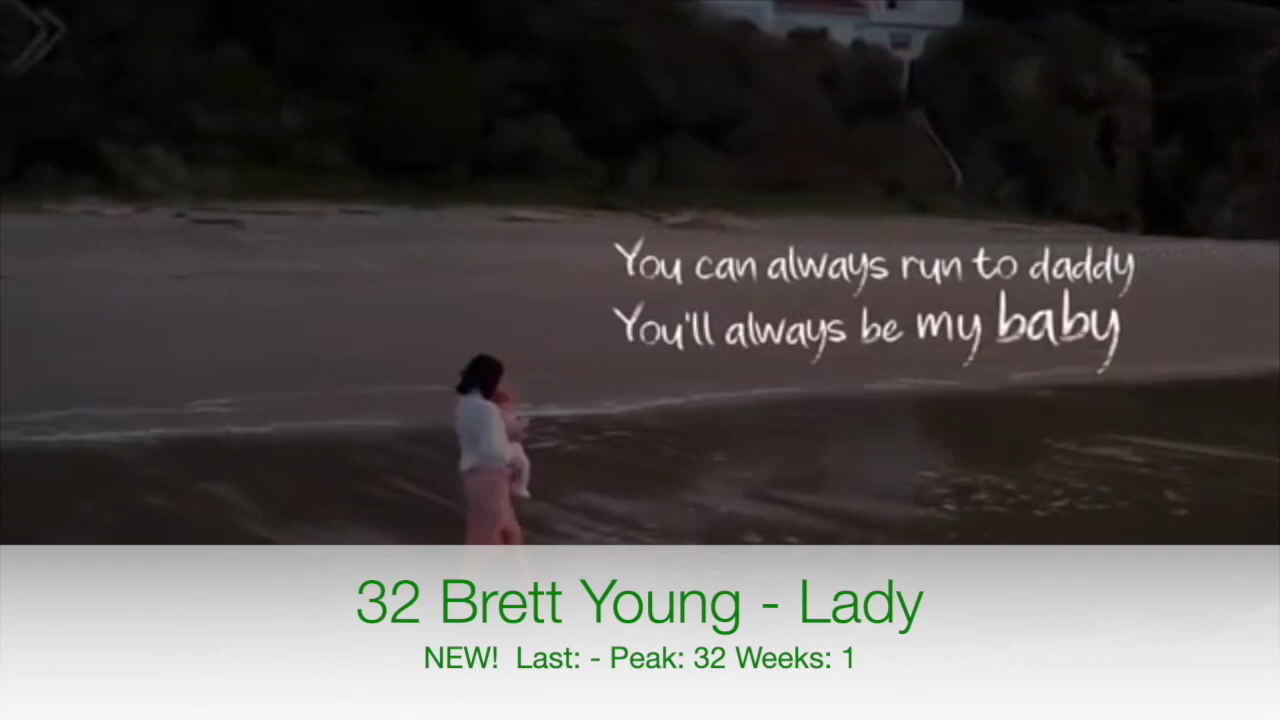 You can always run to daddy
You'll always be my baby
32 Brett Young - Lady
NEW!  Last: - Peak: 32 Weeks: 1